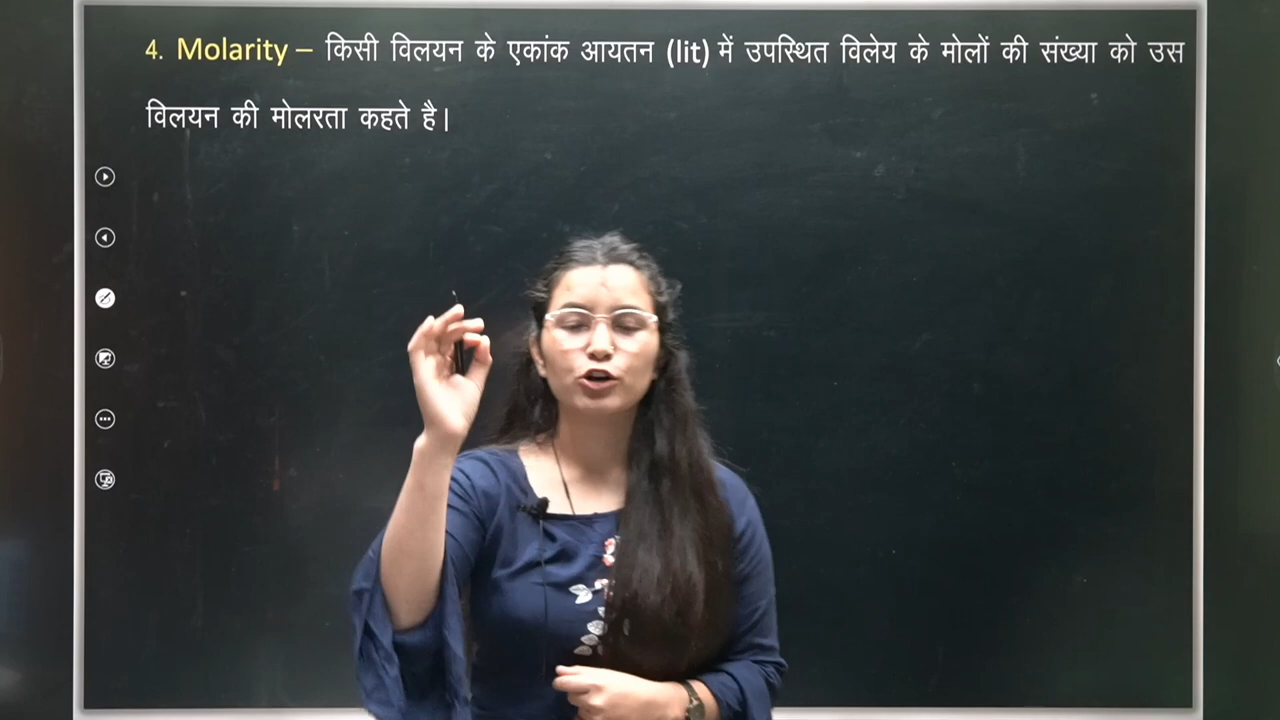 4. Molarity – किसी विलयन के एकांक आयतन (lit) में उपस्थित विलेय के मोलों की संख्या को उस
विलयन की मोलरता कहते है।